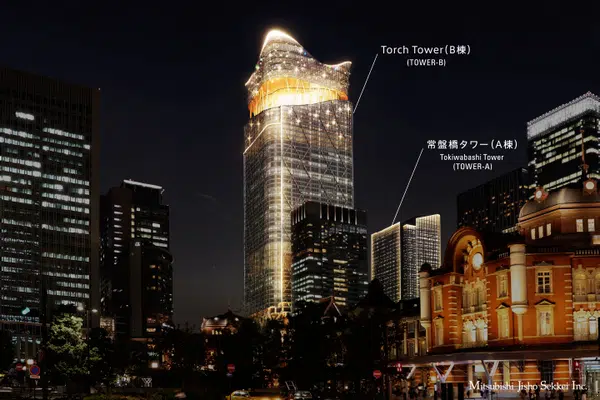 Torch Tower(B棟)
(TOWER-B)
常盤橋タワー(A棟)
Tokiwabashi Tower
(TOWER-A)
Mitsubishi Jisho Sekkei Inc.